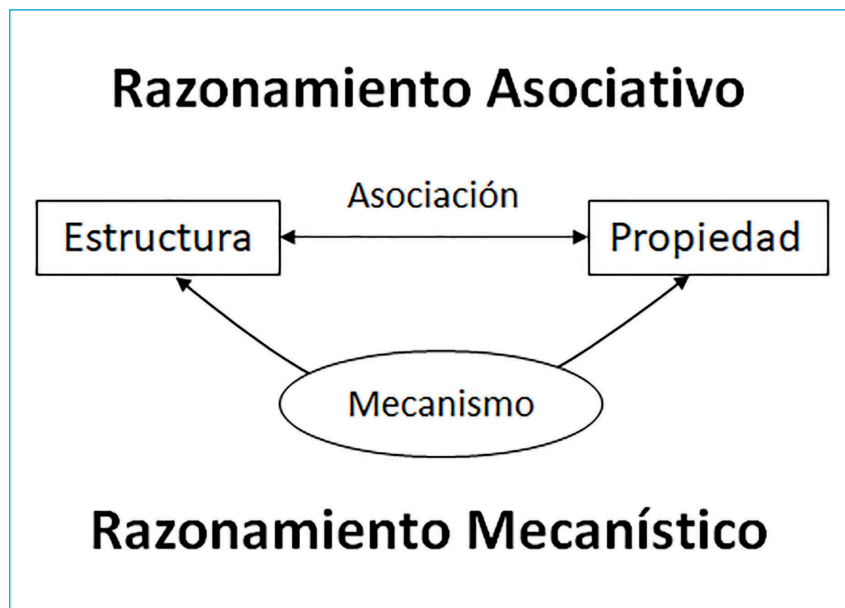 Razonamiento Asociativo
Asociación
Estructura
Propiedad
Mecanismo
Razonamiento Mecanístico